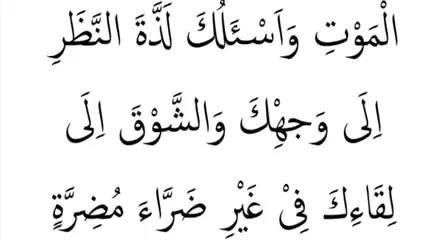 الْمَوْتِ وَاَسْئَلُكَ لَذَّةَ النَّظَرِ
اِلَى وَجهِْكَ وَالشَّوْقَ اِلَى
لِقَاءِكَ فِىْ غَيْرِ ضَرَّاءَ مُضِرَّةٍ